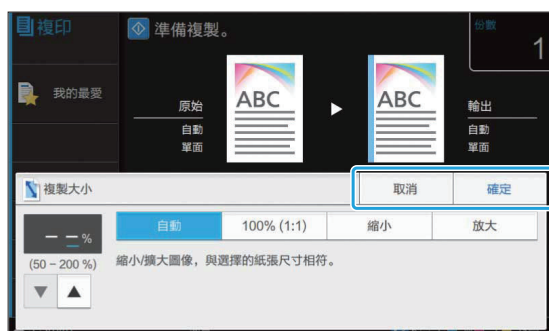 複印
準備複製。
份數
1
我的最愛
原始
ABC
ABC
輸出
自動
自動
單面
單面
複製大小
取消
確定
– –%
自動
100% (1:1)
縮小
放大
(50 – 200 %)
縮小/擴大圖像，與選擇的紙張尺寸相符。